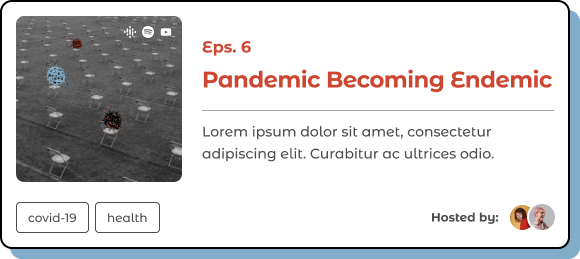 Eps. 6
Pandemic Becoming Endemic
Lorem ipsum dolor sit amet, consectetur
adipiscing elit. Curabitur ac ultrices odio.
covid-19
health
Hosted by: